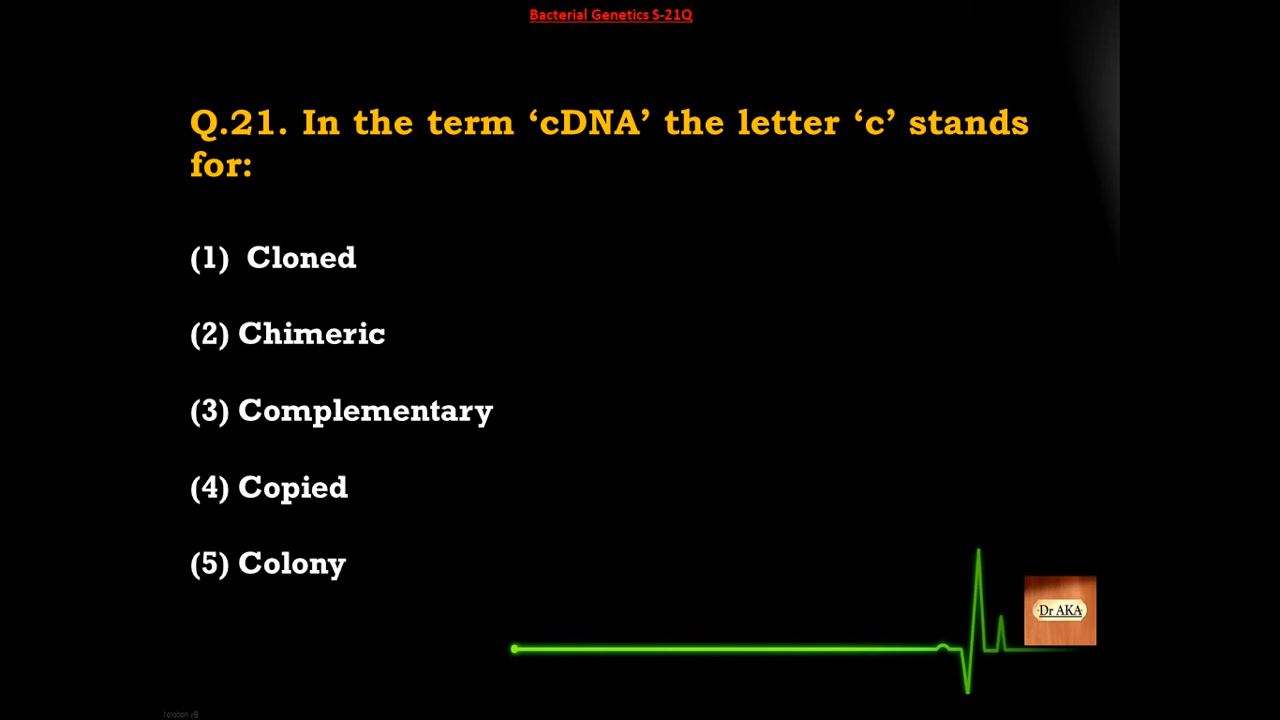 Bacterial Genetics S-21Q
Q.21. In the term ‘cDNA’ the letter ‘c’ stands
for:
(1) Cloned
(2) Chimeric
(3) Complementary
(4) Copied
(5) Colony
Dr AKA